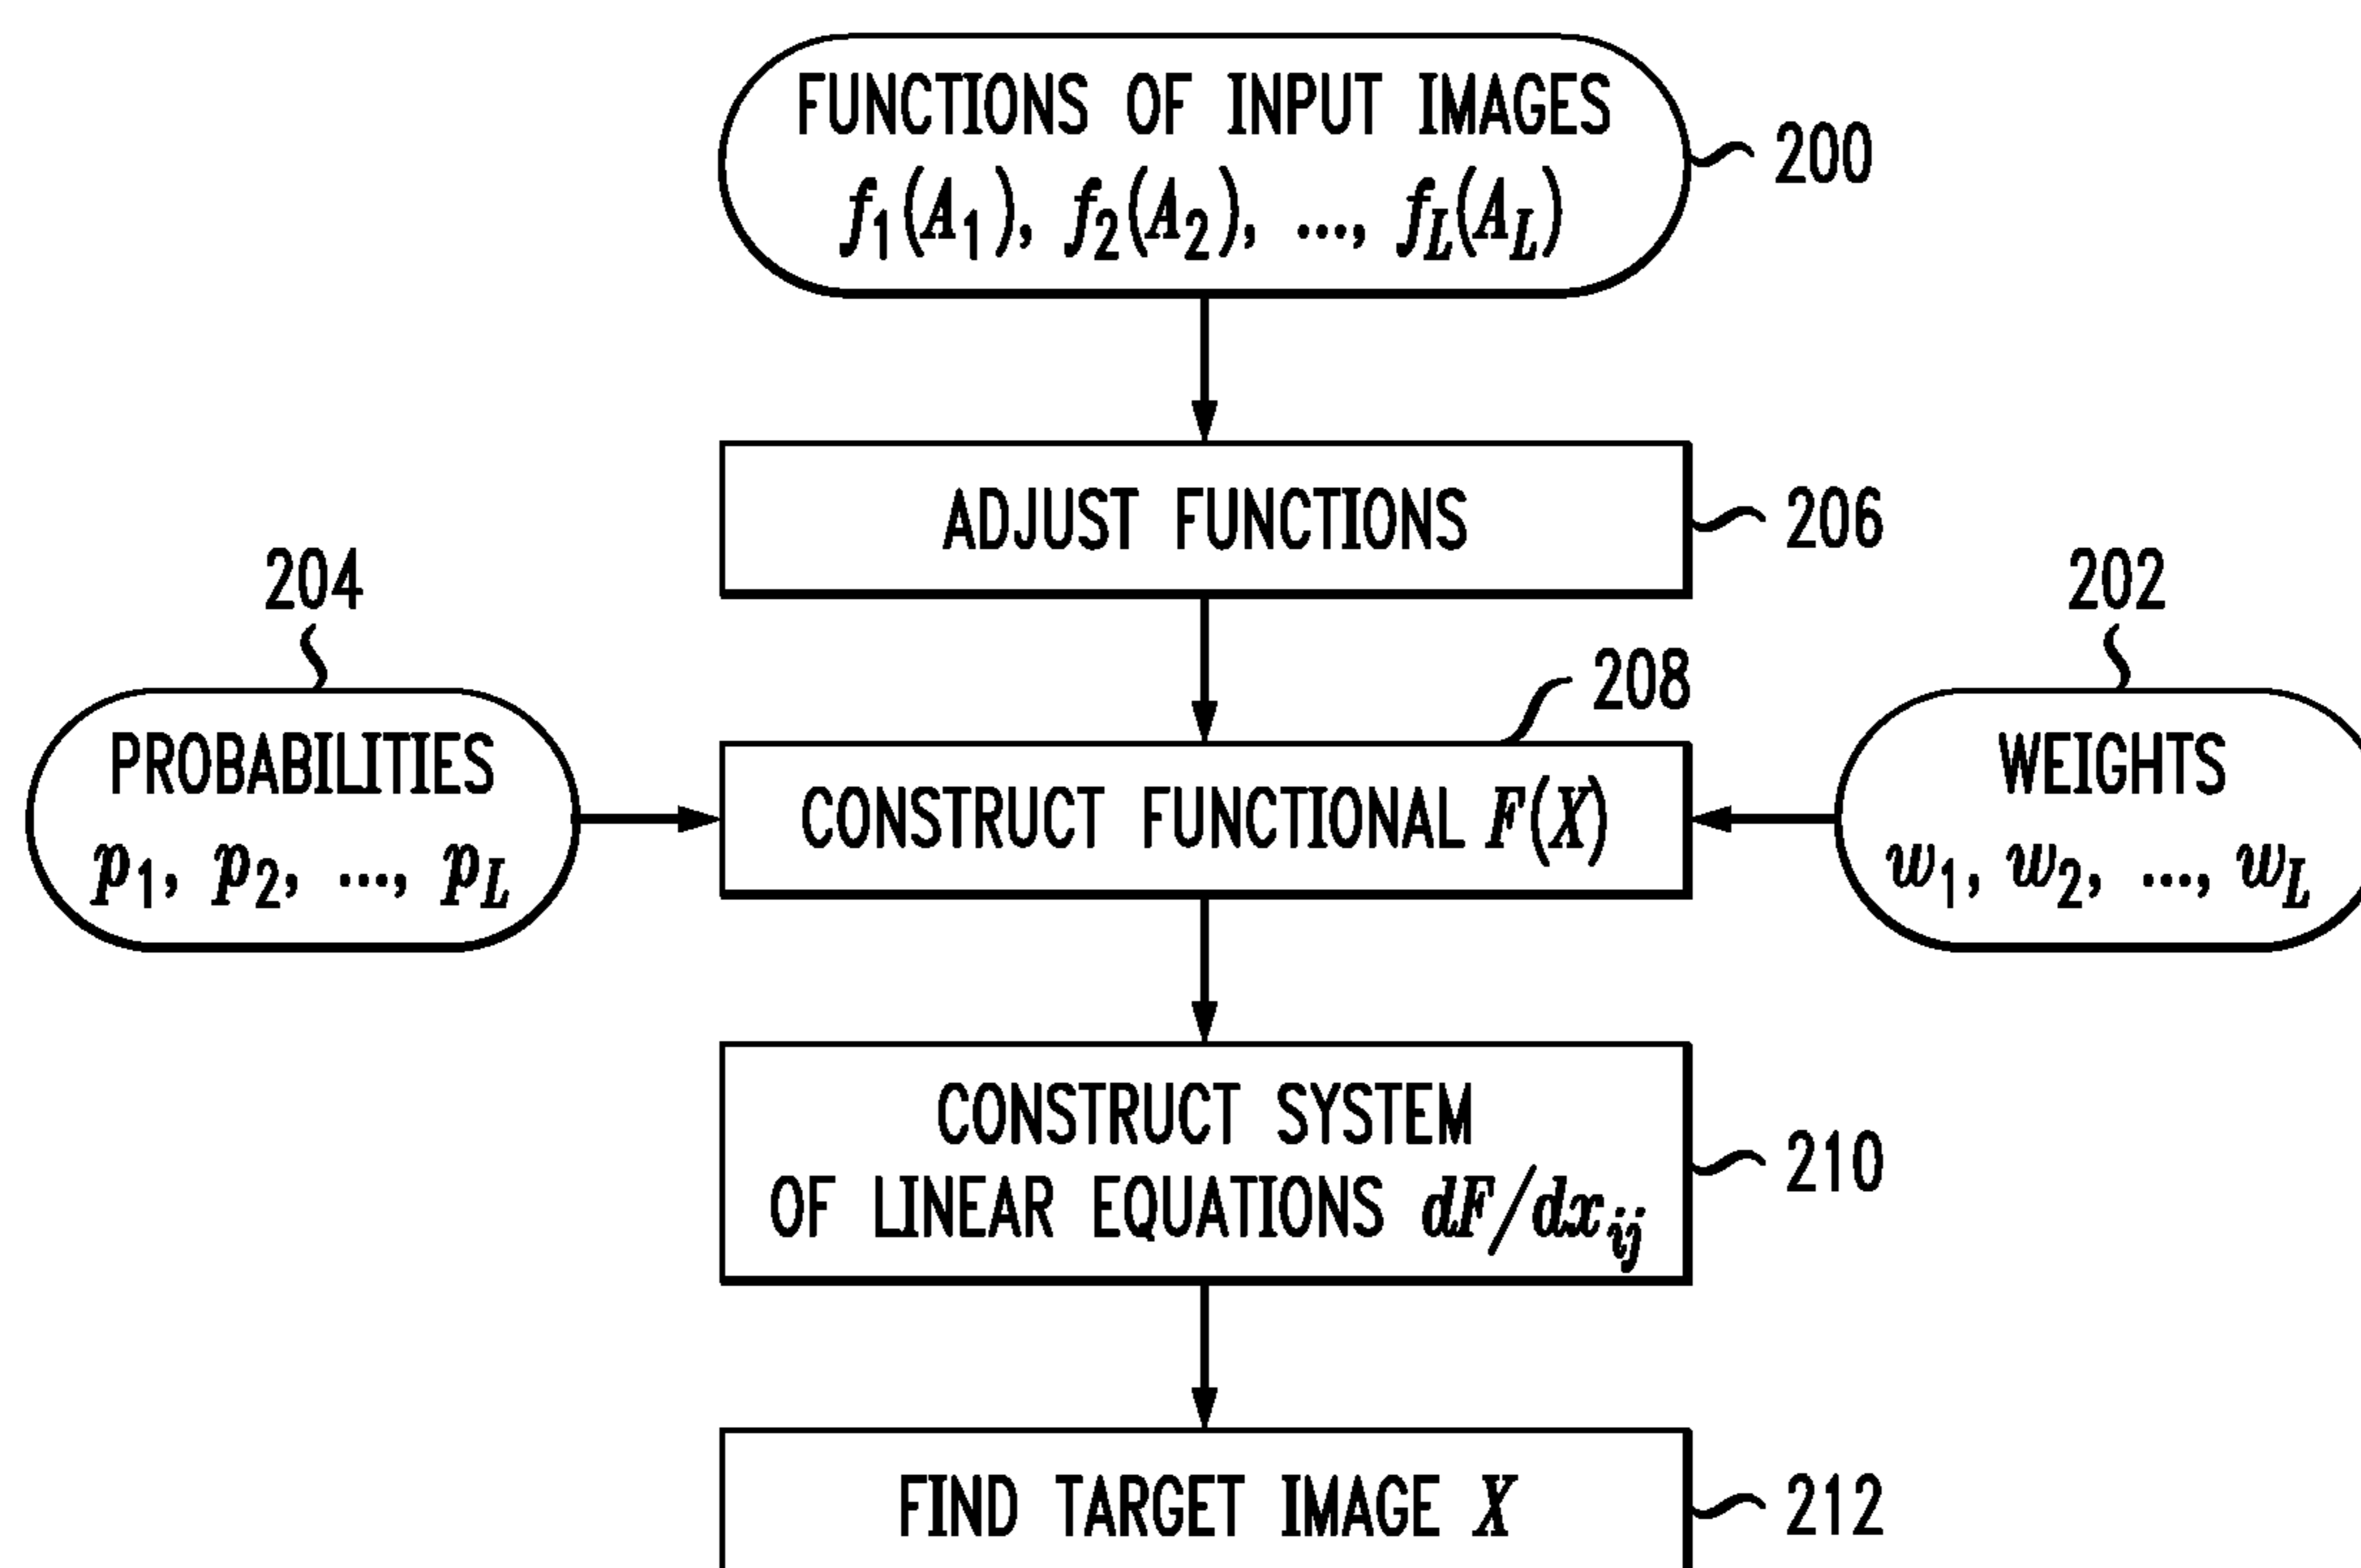 FUNCTIONS OF INPUT IMAGES
f1(A1), f2(A2), ..., fL(AL)
200
ADJUST FUNCTIONS
206
204
202
208
PROBABILITIES
p1, p2, ..., pL
CONSTRUCT FUNCTIONAL F(X)
WEIGHTS
w1, w2, ..., wL
CONSTRUCT SYSTEM
OF LINEAR EQUATIONS dF/dxij
210
FIND TARGET IMAGE X
212